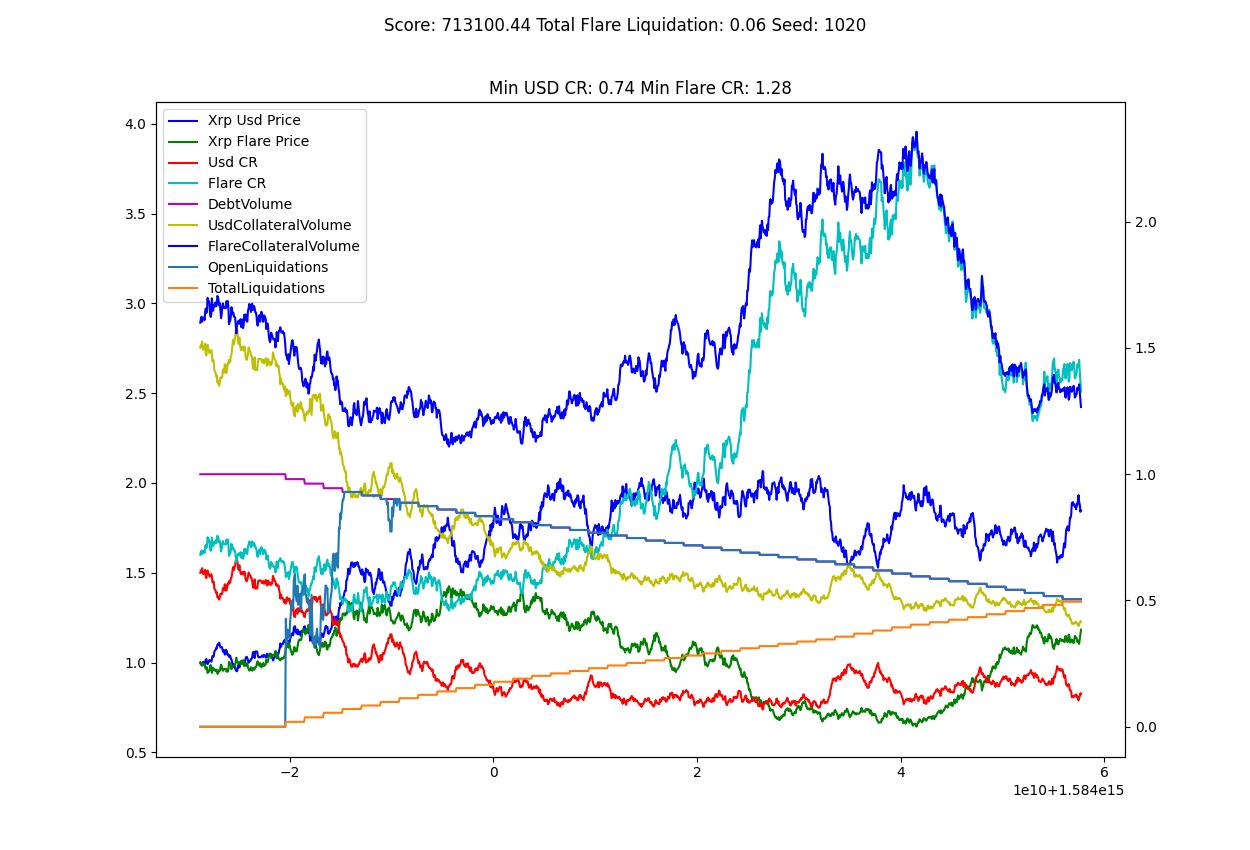 Score: 713100.44 Total Flare Liquidation: 0.06 Seed: 1020
Min USD CR: 0.74 Min Flare CR: 1.28
Xrp Usd Price
Xrp Flare Price
Usd CR
Flare CR
DebtVolume
UsdCollateralVolume
FlareCollateralVolume
OpenLiquidations
TotalLiquidations
4.0
3.5
3.0
2.5
2.0
1.5
1.0
0.5
2.0
1.5
1.0
0.5
0.0
−2 0 2 4 6
1e10+1.584e15